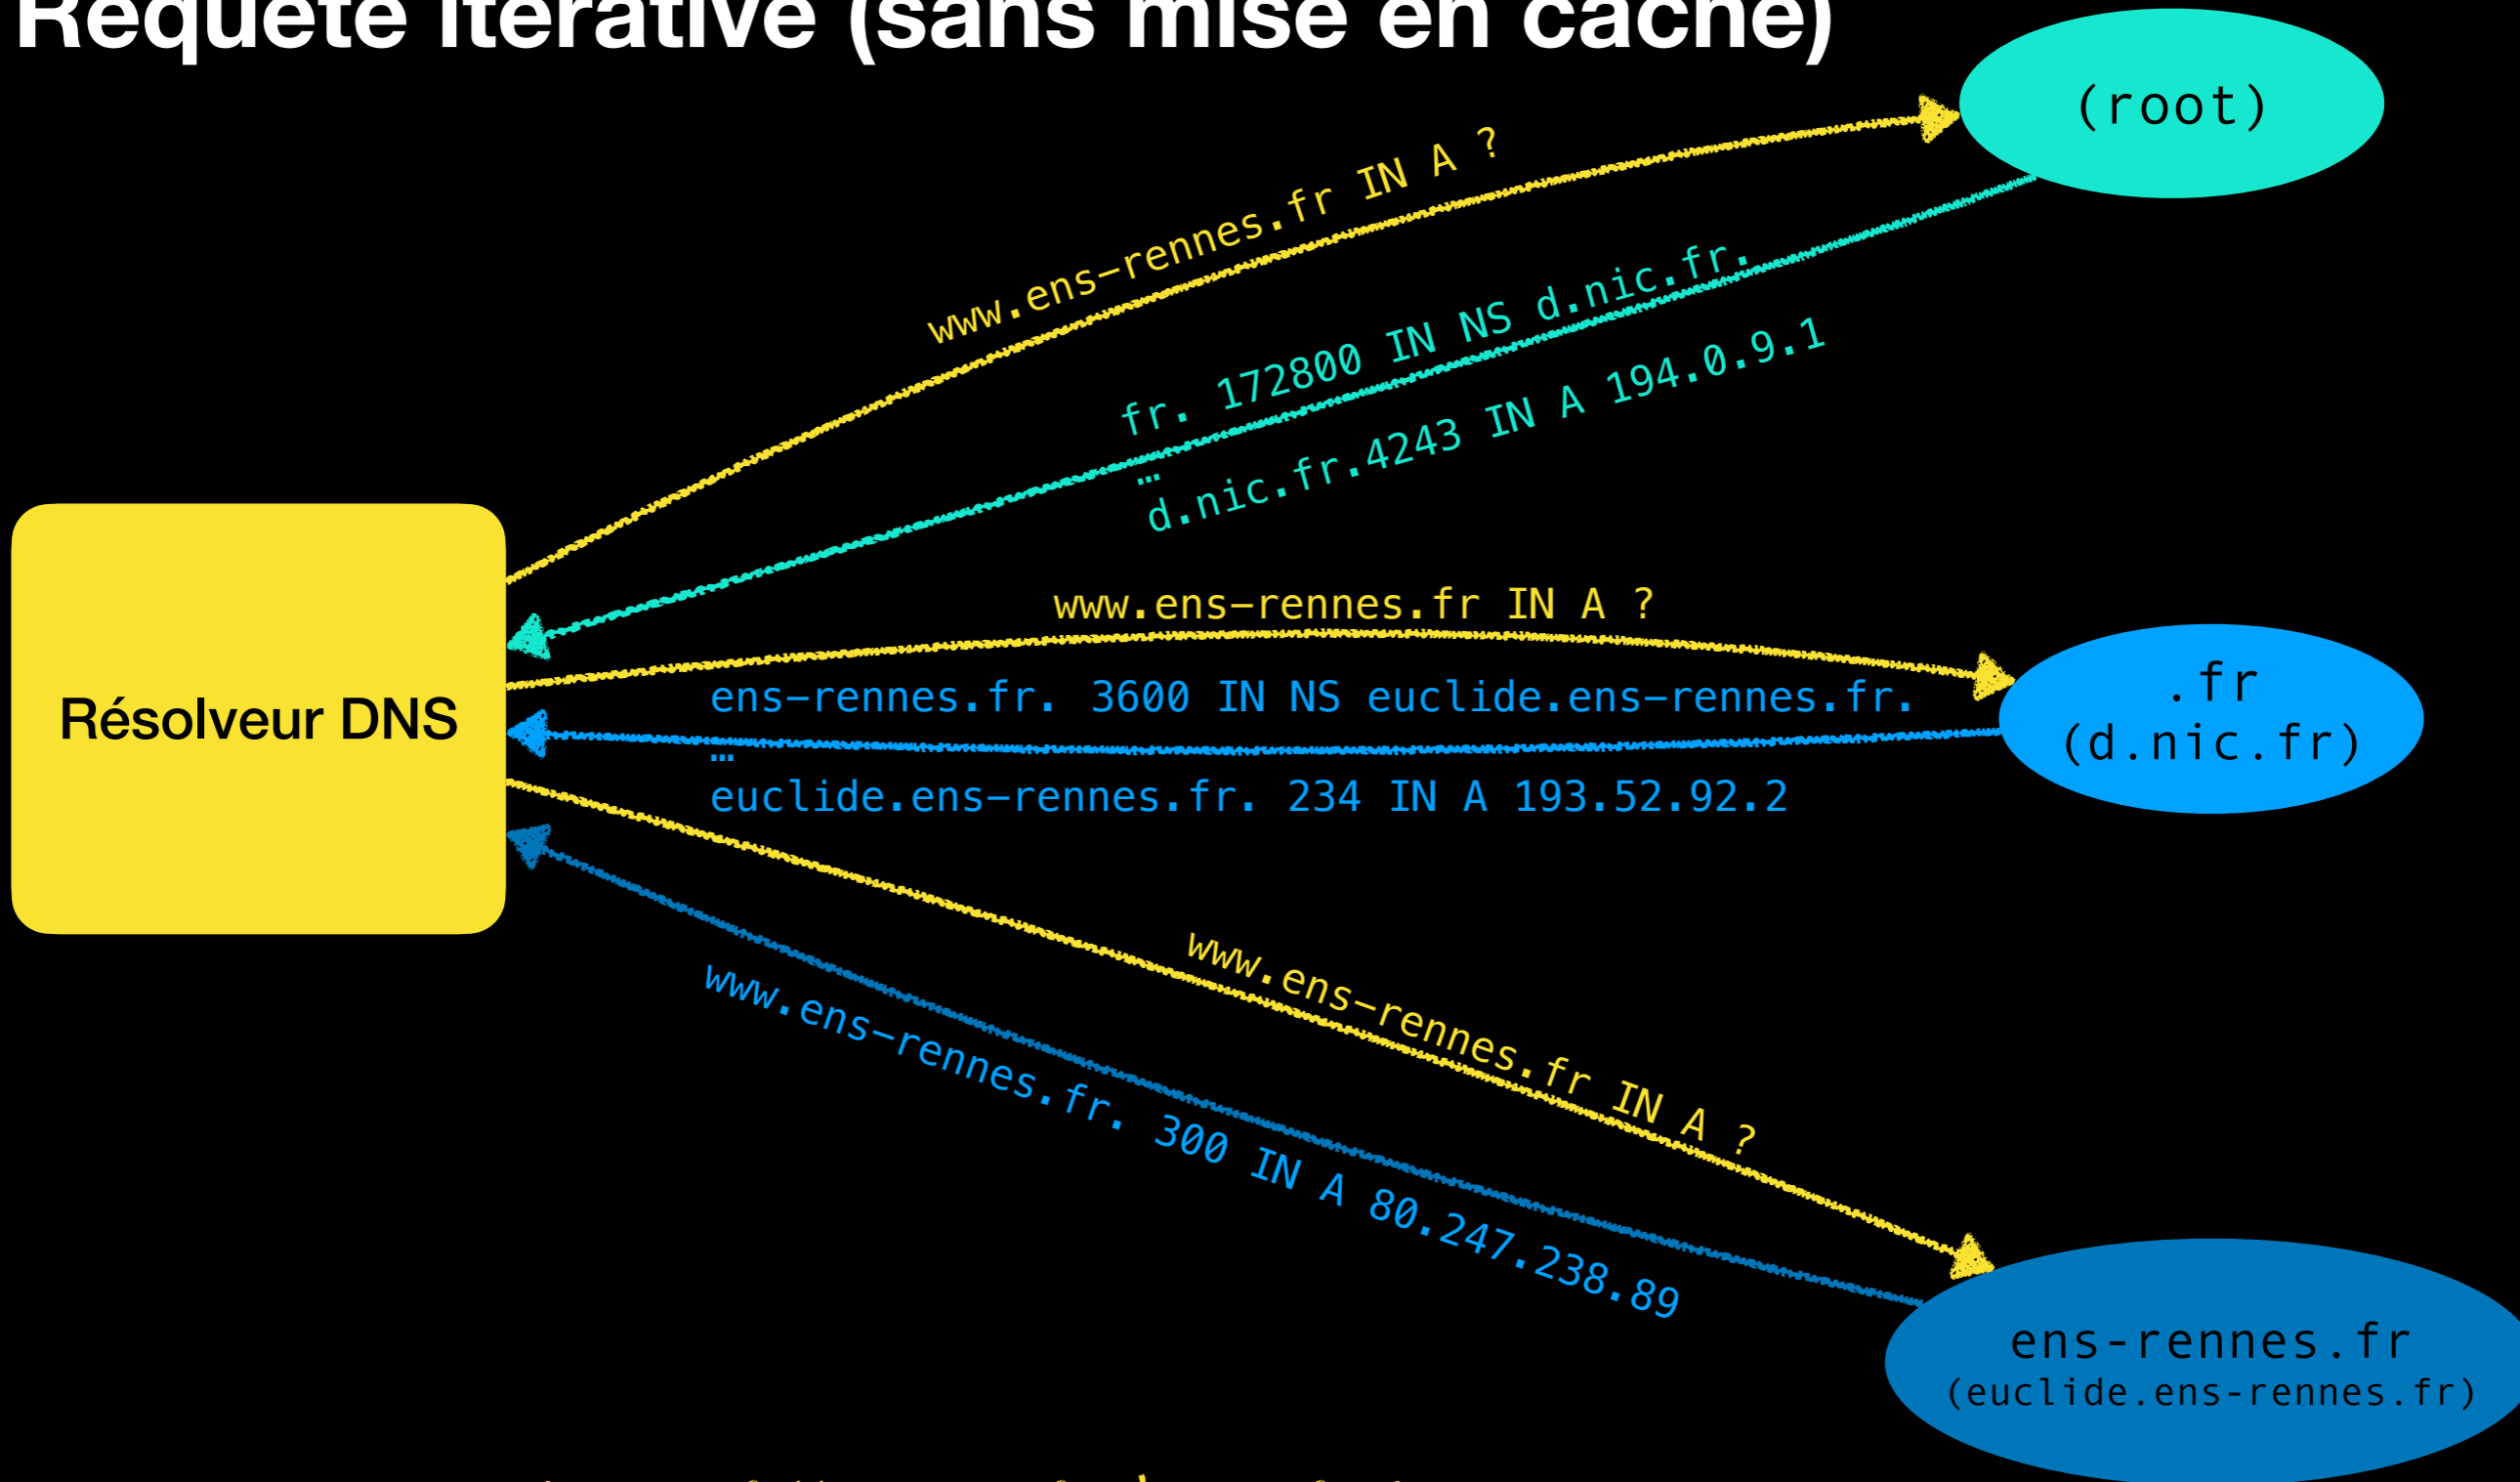 Requête itérative (sans mise en cache)
(root)
www.ens-rennes.fr IN A ?
fr. 172800 IN NS d.nic.fr.
…
d.nic.fr.4243 IN A 194.0.9.1
www.ens-rennes.fr IN A ?
Résolveur DNS
ens-rennes.fr. 3600 IN NS euclide.ens-rennes.fr.
…
euclide.ens-rennes.fr. 234 IN A 193.52.92.2
.fr
(d.nic.fr)
www.ens-rennes.fr IN A ?
www.ens-rennes.fr. 300 IN A 80.247.238.89
ens-rennes.fr
(euclide.ens-rennes.fr)